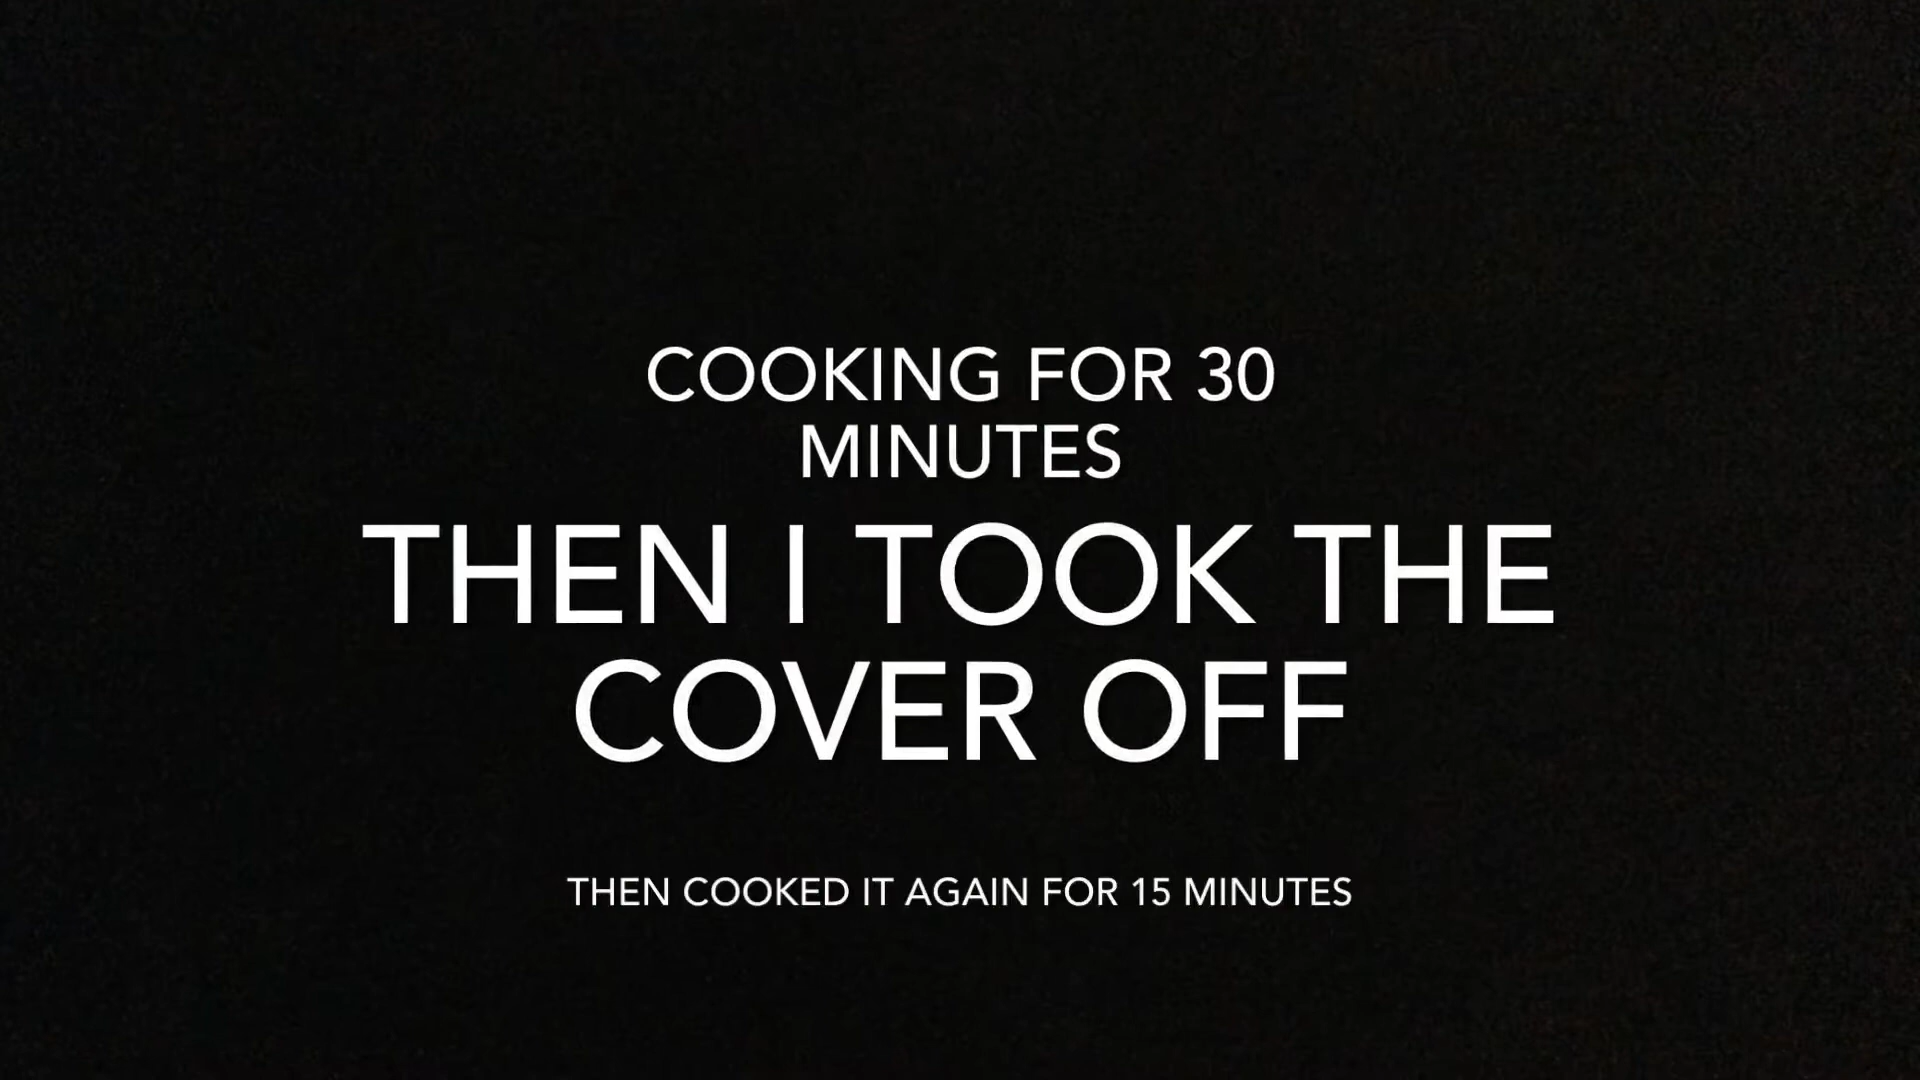 COOKING FOR 30
MINUTES
THEN I TOOK THE
COVER OFF
THEN COOKED IT AGAIN FOR 15 MINUTES